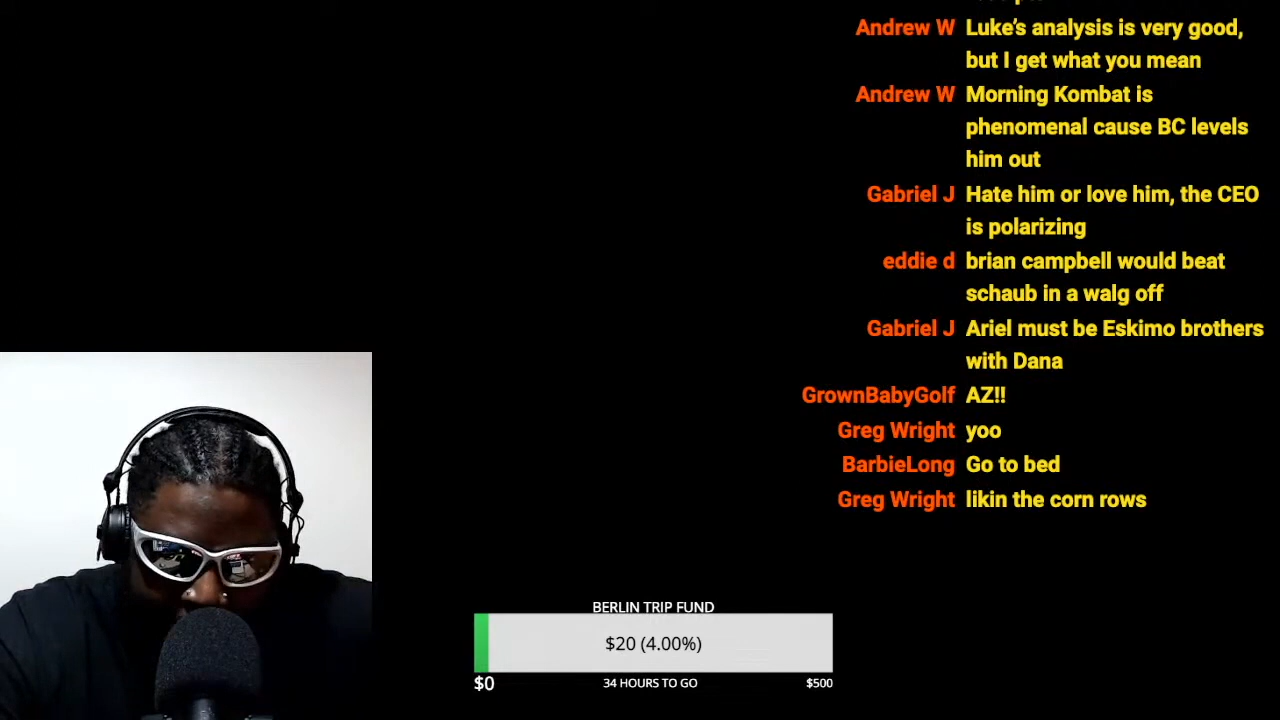 Andrew W Luke’s analysis is very good,
but I get what you mean
Andrew W Morning Kombat is
phenomenal cause BC levels
him out
Gabriel J Hate him or love him, the CEO
is polarizing
eddie d brian campbell would beat
schaub in a walg off
Gabriel J Ariel must be Eskimo brothers
with Dana
GrownBabyGolf AZ!!
Greg Wright yoo
BarbieLong Go to bed
Greg Wright likin the corn rows
BERLIN TRIP FUND
$20 (4.00%)
$0 34 HOURS TO GO $500